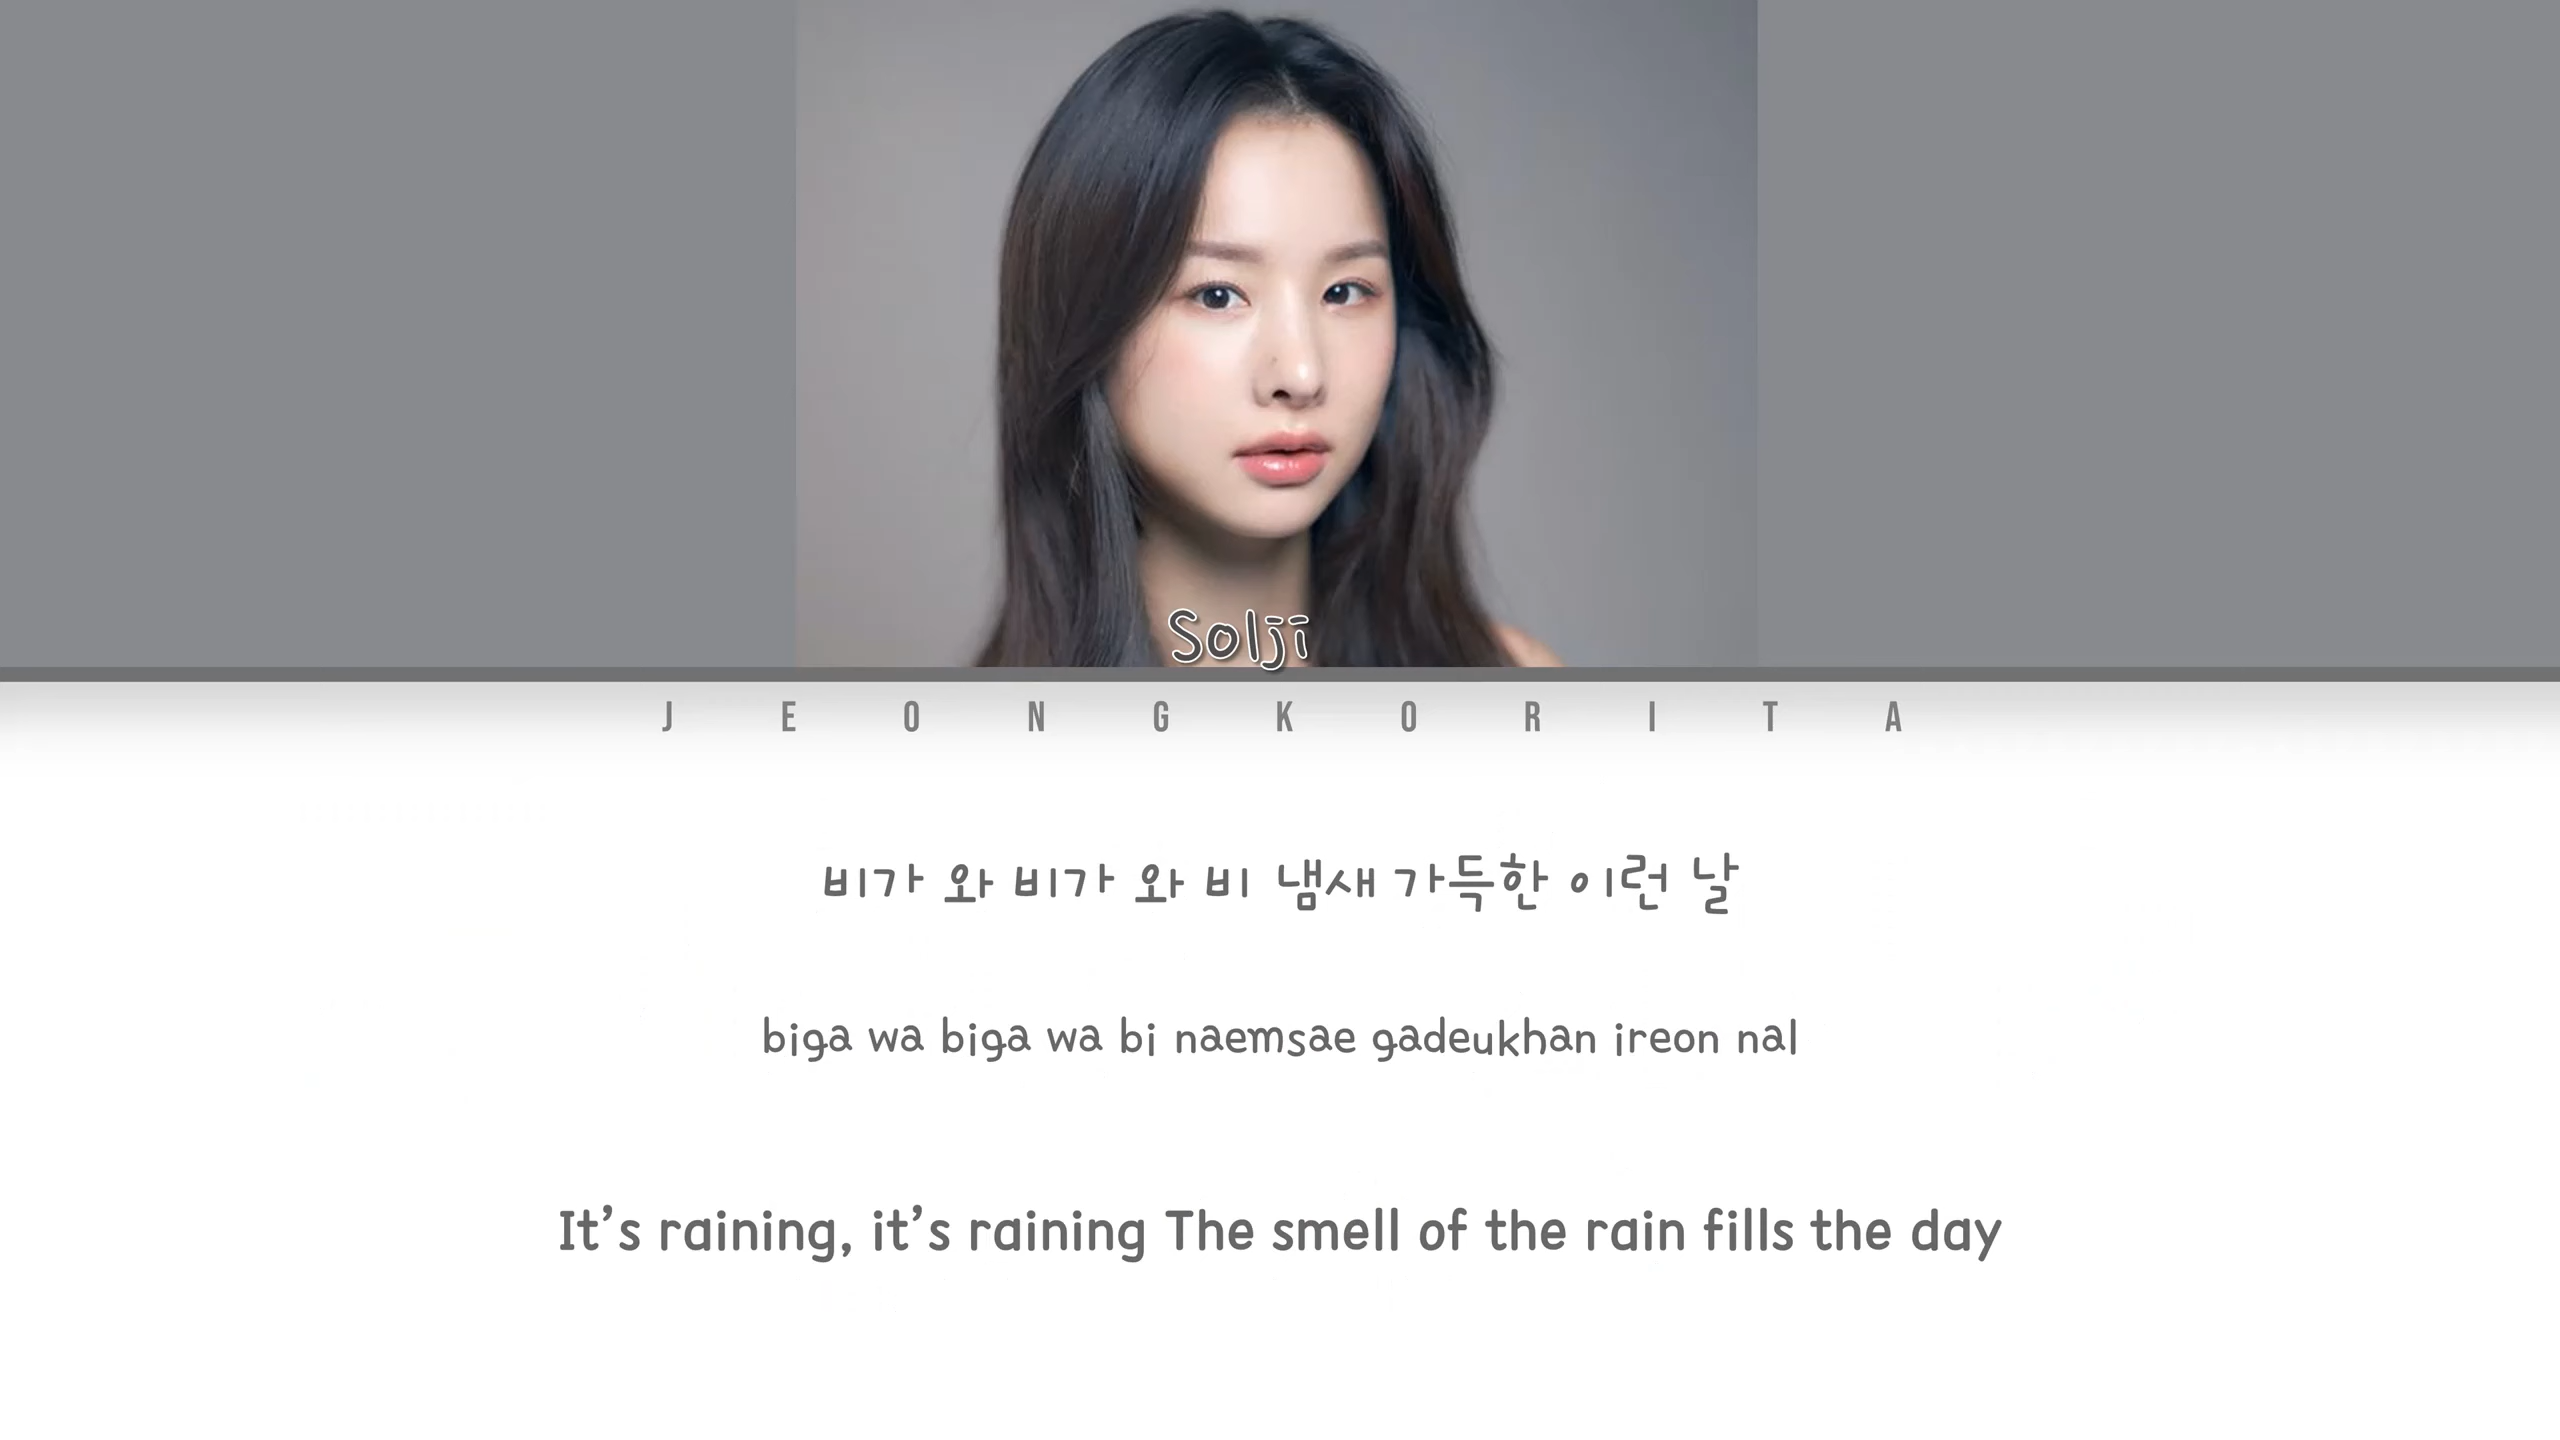 Solji
JEONGKORITA
비가 와 비가 와 비 냄새 가득한 이런 날
biga wa biga wa bi naemsae gadeukhan ireon nal
It’s raining, it’s raining The smell of the rain fills the day